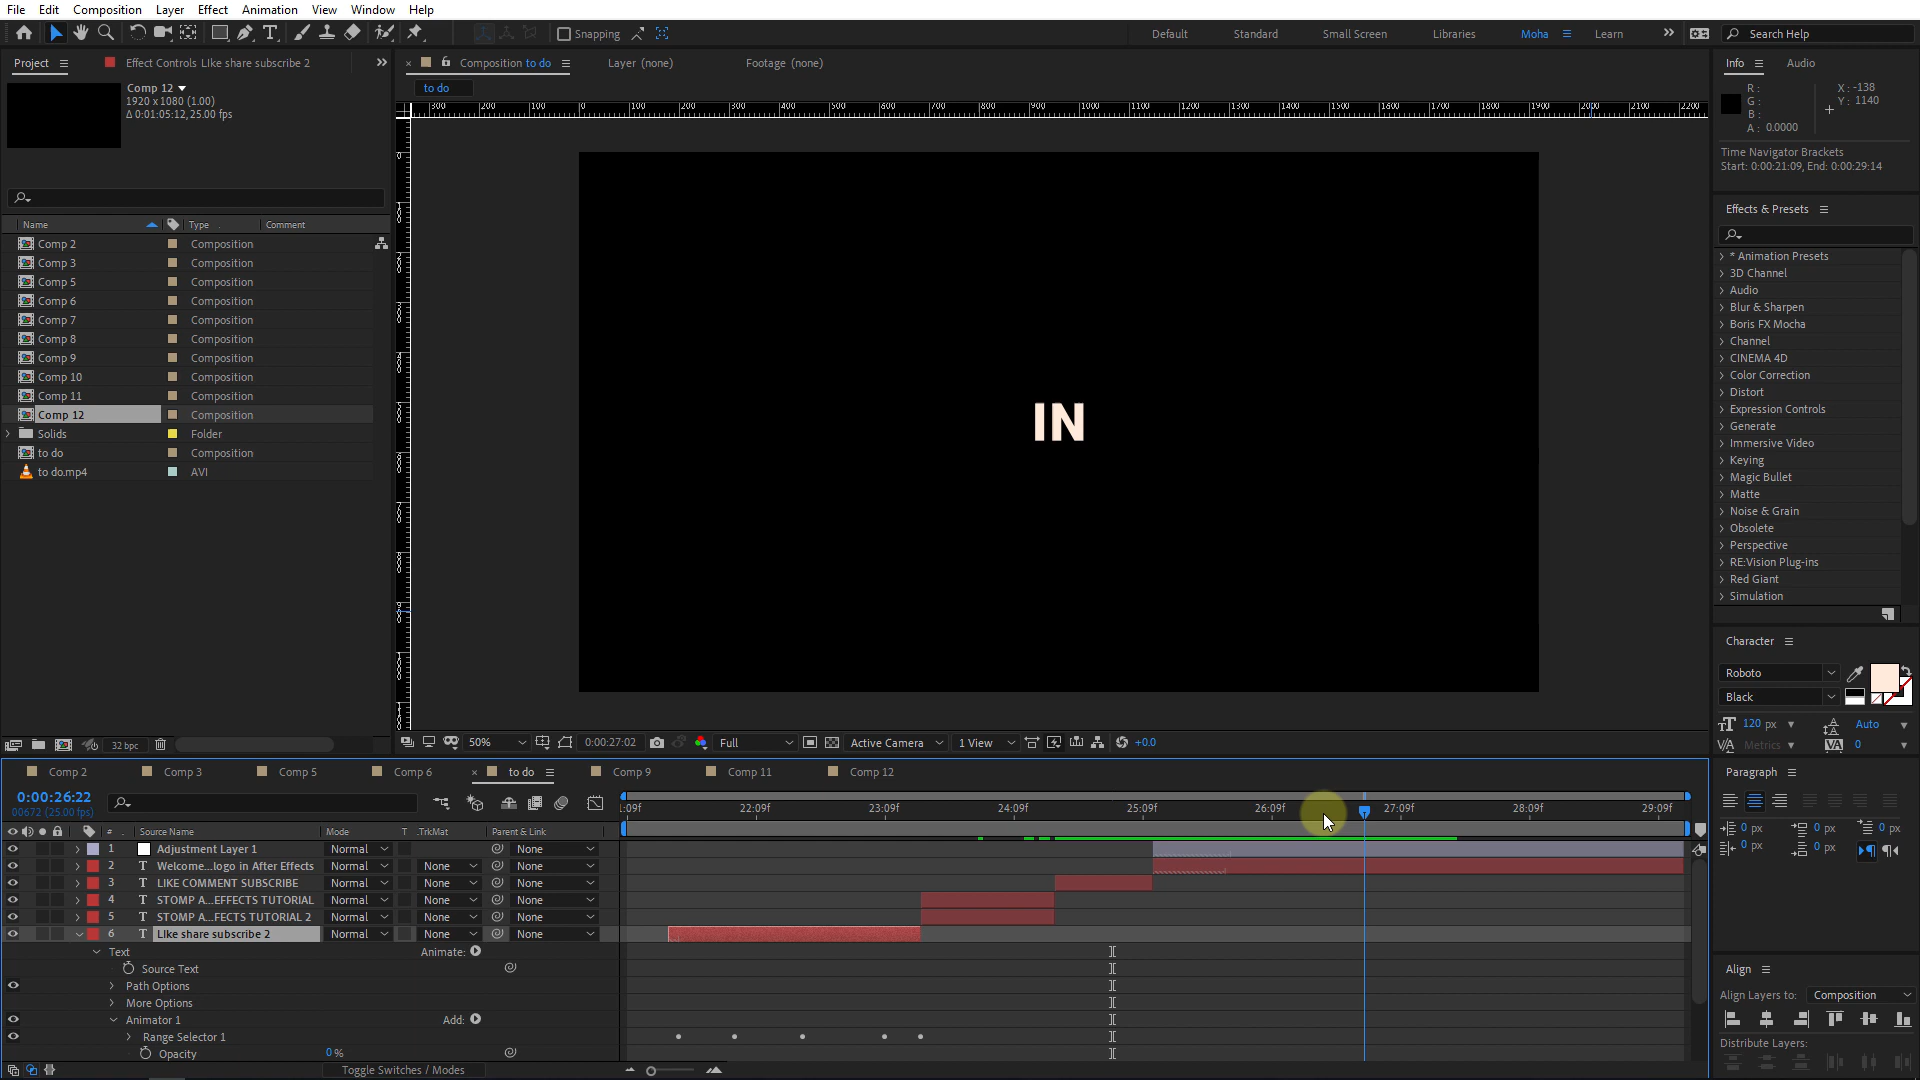 File Edit Composition Layer Effect Animation View Window Help
Snapping Default Standard Small Screen Libraries Moha Learn Search Help
Project Effect Controls LIke share subscribe 2 Composition to do Layer (none) Footage (none) Info Audio
Comp 12
1920 x 1080 (1.00)
Δ 0:01:05:12, 25.00 fps
to do
R :
G :
B :
A : 0.0000
X : -138
Y : 1140
Time Navigator Brackets
Start: 0:00:21:09, End: 0:00:29:14
Effects & Presets
Name Type Comment
Comp 2 Composition
Comp 3 Composition
Comp 5 Composition
Comp 6 Composition
Comp 7 Composition
Comp 8 Composition
Comp 9 Composition
Comp 10 Composition
Comp 11 Composition
Comp 12 Composition
Solids Folder
to do Composition
to do.mp4 AVI
IN
* Animation Presets
3D Channel
Audio
Blur & Sharpen
Boris FX Mocha
Channel
CINEMA 4D
Color Correction
Distort
Expression Controls
Generate
Immersive Video
Keying
Magic Bullet
Matte
Noise & Grain
Obsolete
Perspective
RE:Vision Plug-ins
Red Giant
Simulation
Character
Roboto
Black
120 px Auto
Metrics 0
32 bpc
50% 0:00:27:02 Full Active Camera 1 View +0.0
Comp 2 Comp 3 Comp 5 Comp 6 to do Comp 9 Comp 11 Comp 12
0:00:26:22
00672 (25.00 fps)
:09f 22:09f 23:09f 24:09f 25:09f 26:09f 27:09f 28:09f 29:09f
# Source Name Mode T .TrkMat Parent & Link
1 Adjustment Layer 1 Normal None
2 Welcome...logo in After Effects Normal None None
3 LIKE COMMENT SUBSCRIBE Normal None None
4 STOMP A...EFFECTS TUTORIAL Normal None None
5 STOMP A...FECTS TUTORIAL 2 Normal None None
6 LIke share subscribe 2 Normal None None
Text Animate:
Source Text
Path Options
More Options
Animator 1 Add:
Range Selector 1
Opacity 0 %
Toggle Switches / Modes
Paragraph
0 px 0 px 0 px
0 px 0 px
Align
Align Layers to: Composition
Distribute Layers: